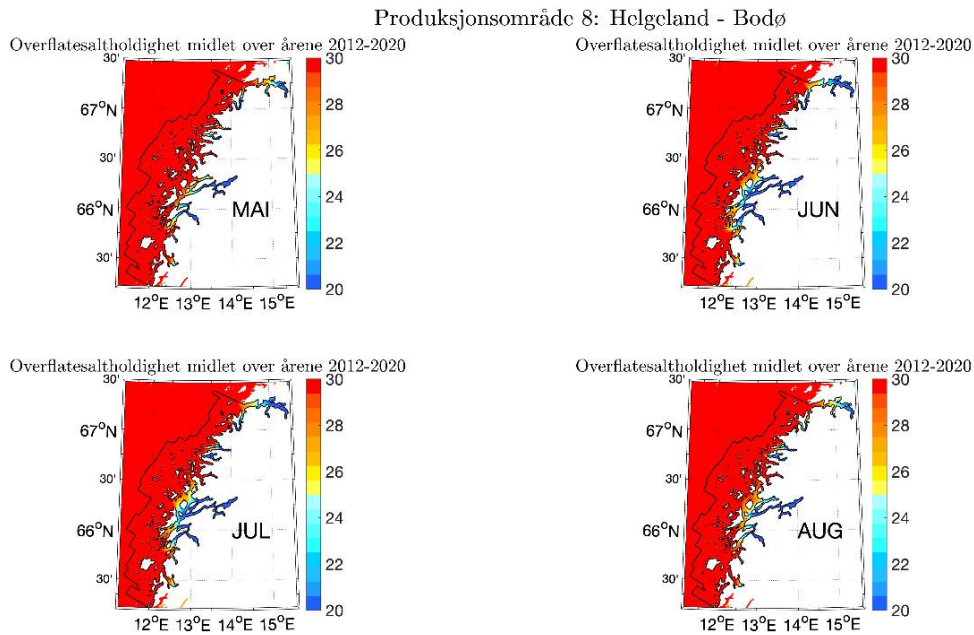 Produksjonsområde 8: Helgeland - Bodø
Overflatesaltholdighet midlet over årene 2012-2020
30'
67°N
30'
66°N
30'
12°E 13°E 14°E 15°E
MAI
30
28
26
24
22
20
Overflatesaltholdighet midlet over årene 2012-2020
30'
67°N
30'
66°N
30'
12°E 13°E 14°E 15°E
JUN
30
28
26
24
22
20
Overflatesaltholdighet midlet over årene 2012-2020
30'
67°N
30'
66°N
30'
12°E 13°E 14°E 15°E
JUL
30
28
26
24
22
20
Overflatesaltholdighet midlet over årene 2012-2020
30'
67°N
30'
66°N
30'
12°E 13°E 14°E 15°E
AUG
30
28
26
24
22
20